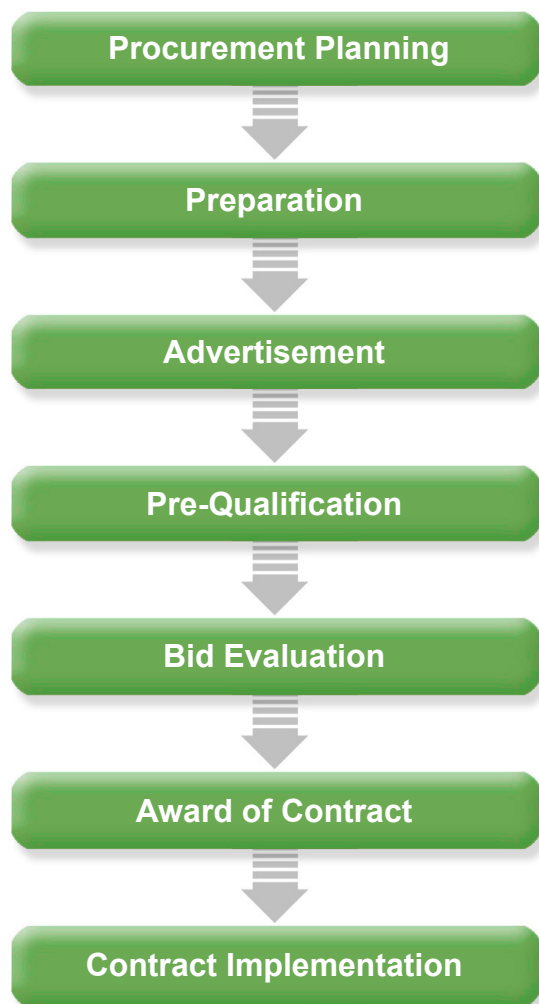 Procurement Planning
Preparation
Advertisement
Pre-Qualification
Bid Evaluation
Award of Contract
Contract Implementation